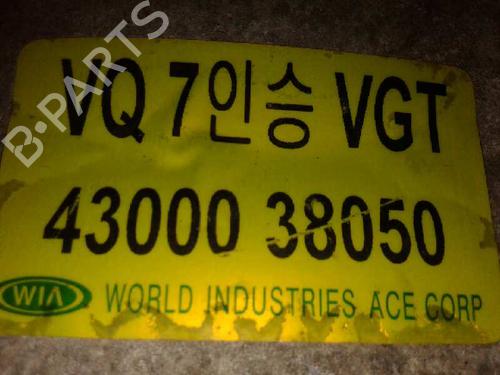 B-PARTS
VQ 7인승 VGT
43000 38050
WIA WORLD INDUSTRIES ACE CORP